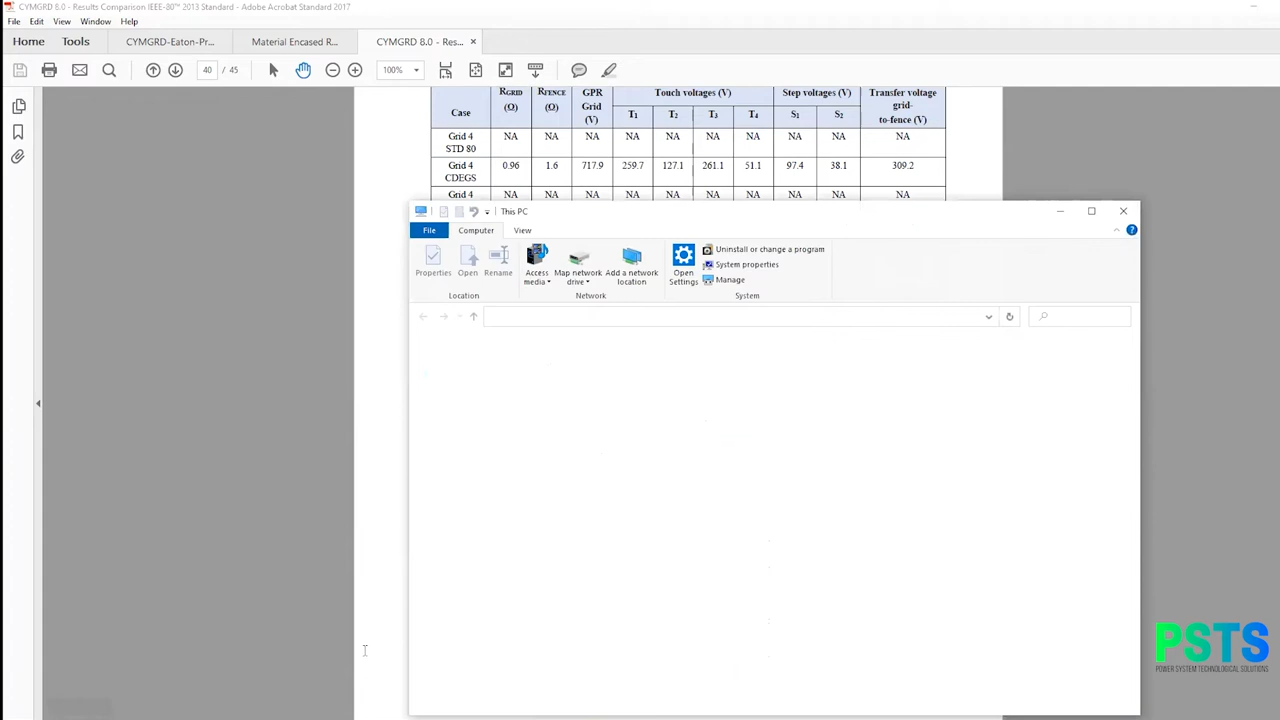 CYMGRD 8.0 - Results Comparison IEEE-80™ 2013 Standard - Adobe Acrobat Standard 2017
File Edit View Window Help
Home Tools CYMGRD-Eaton-Pr... Material Encased R... CYMGRD 8.0 - Res... ×
40 / 45 100%
Case RGRID (Ω) RFENCE (Ω) GPR Grid (V) Touch voltages (V) Step voltages (V) Transfer voltage grid-to-fence (V)
T1 T2 T3 T4 S1 S2
Grid 4 STD 80 NA NA NA NA NA NA NA NA NA NA
Grid 4 CDEGS 0.96 1.6 717.9 259.7 127.1 261.1 51.1 97.4 38.1 309.2
Grid 4 NA NA NA NA NA NA NA NA NA NA
This PC
File Computer View
Properties Open Rename Access media Map network drive Add a network location Open Settings
Uninstall or change a program
System properties
Manage
Location Network System
PSTS
POWER SYSTEM TECHNOLOGICAL SOLUTIONS